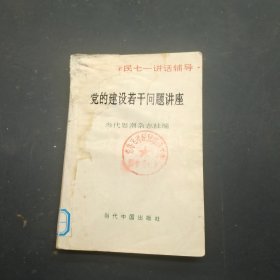 民七一讲话辅导
党的建设若干问题讲座
当代思潮杂志社编
当代中国出版社